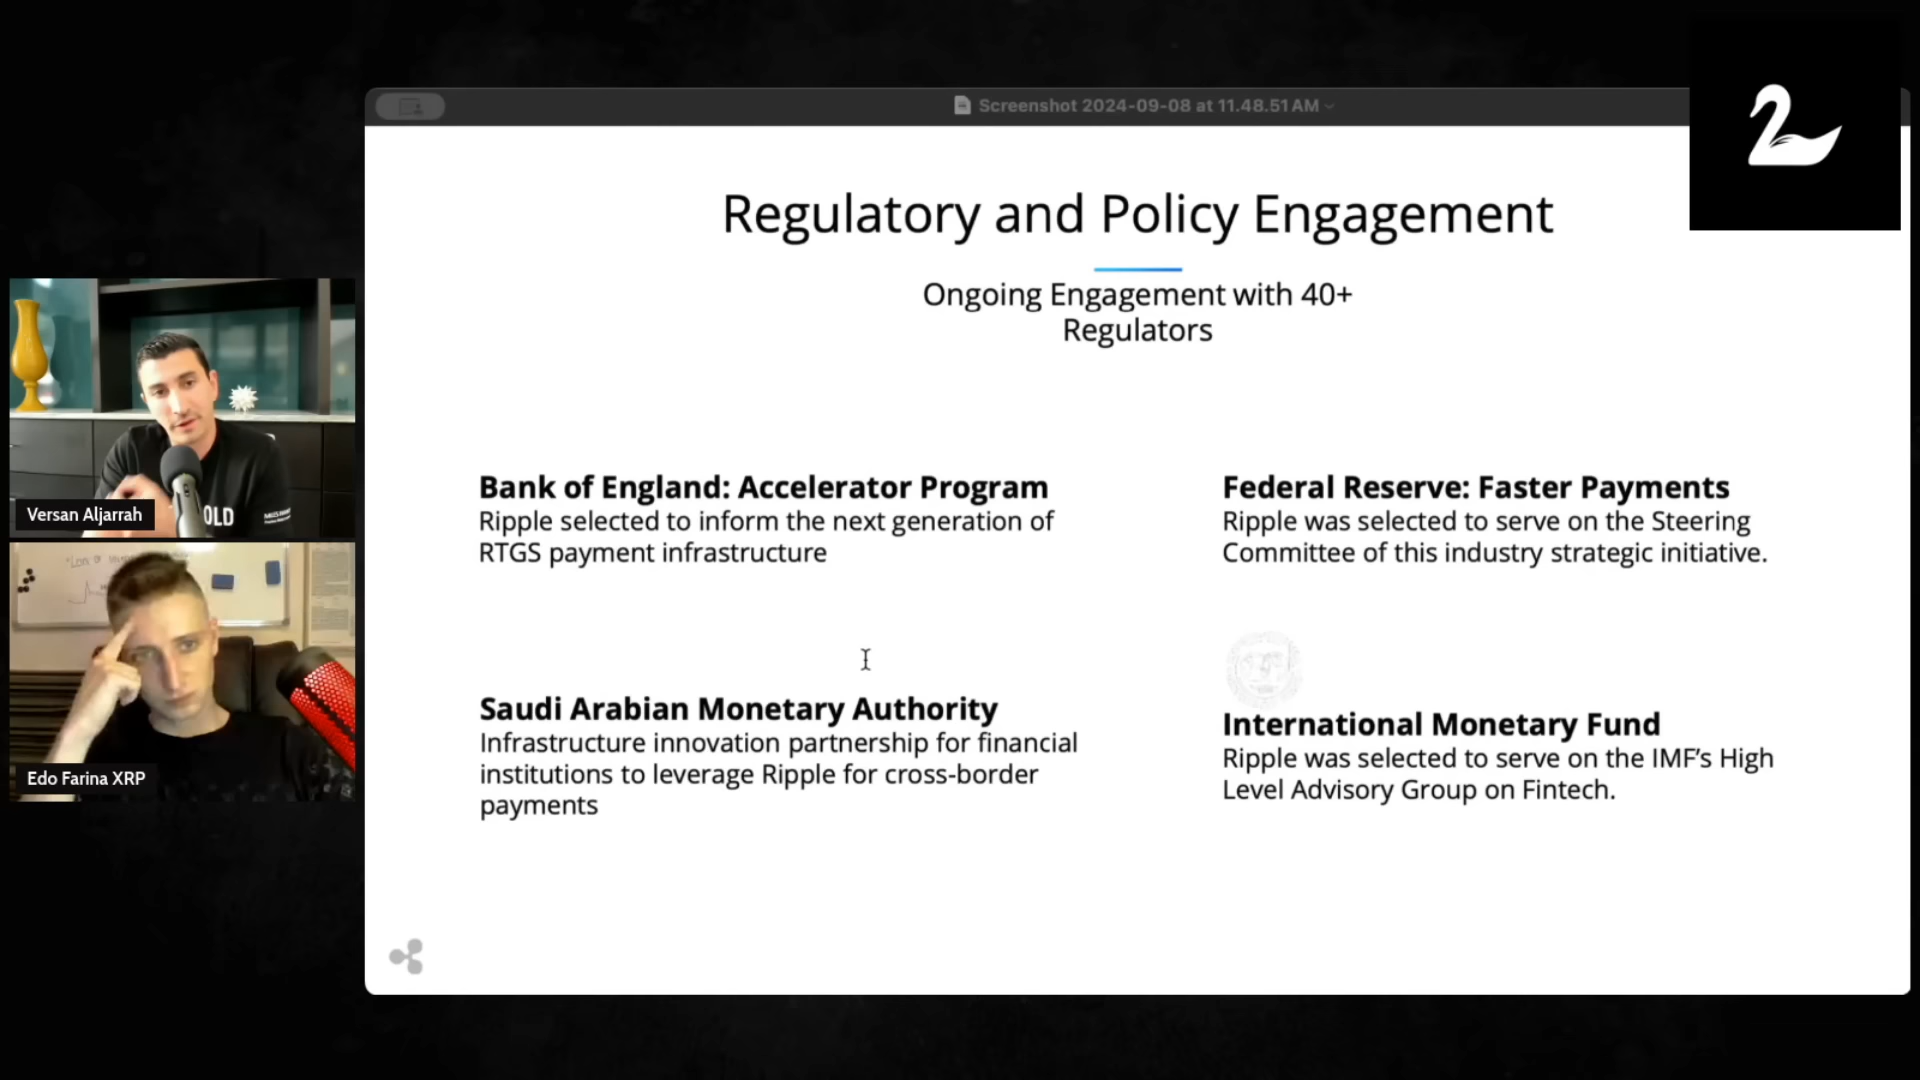 Screenshot 2024-09-08 at 11.48.51 AM
Regulatory and Policy Engagement
Ongoing Engagement with 40+
Regulators
Bank of England: Accelerator Program
Ripple selected to inform the next generation of
RTGS payment infrastructure
Federal Reserve: Faster Payments
Ripple was selected to serve on the Steering
Committee of this industry strategic initiative.
Saudi Arabian Monetary Authority
Infrastructure innovation partnership for financial
institutions to leverage Ripple for cross-border
payments
International Monetary Fund
Ripple was selected to serve on the IMF’s High
Level Advisory Group on Fintech.
OLD
Versan Aljarrah
Edo Farina XRP